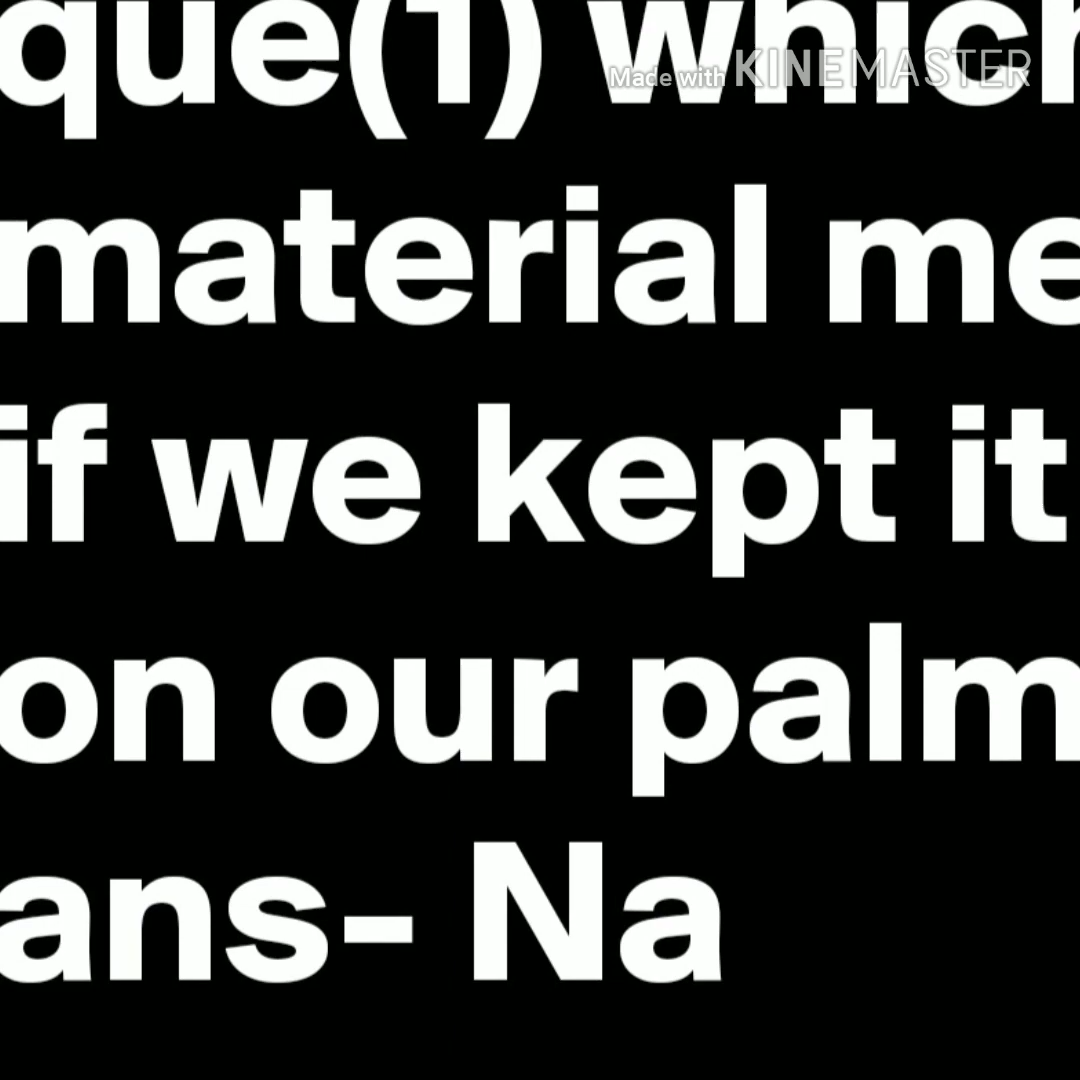 que(1) which
Made with KINEMASTER
material me
if we kept it
on our palm
ans- Na